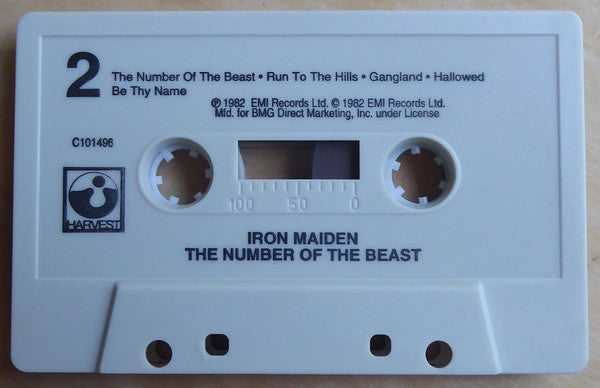 2
The Number Of The Beast • Run To The Hills • Gangland • Hallowed
Be Thy Name
℗ 1982 EMI Records Ltd. © 1982 EMI Records Ltd.
Mfd. for BMG Direct Marketing, Inc. under License
C101496
HARVEST
100 50 0
IRON MAIDEN
THE NUMBER OF THE BEAST